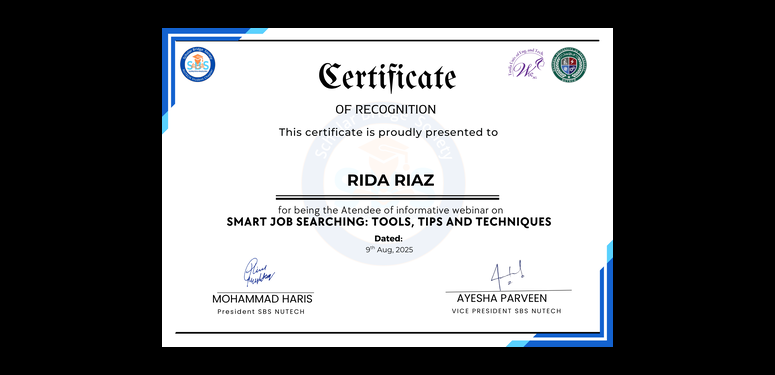 SBS
Certificate
OF RECOGNITION
This certificate is proudly presented to
RIDA RIAZ
for being the Atendee of informative webinar on
SMART JOB SEARCHING: TOOLS, TIPS AND TECHNIQUES
Dated:
9th Aug, 2025
MOHAMMAD HARIS
President SBS NUTECH
AYESHA PARVEEN
VICE PRESIDENT SBS NUTECH